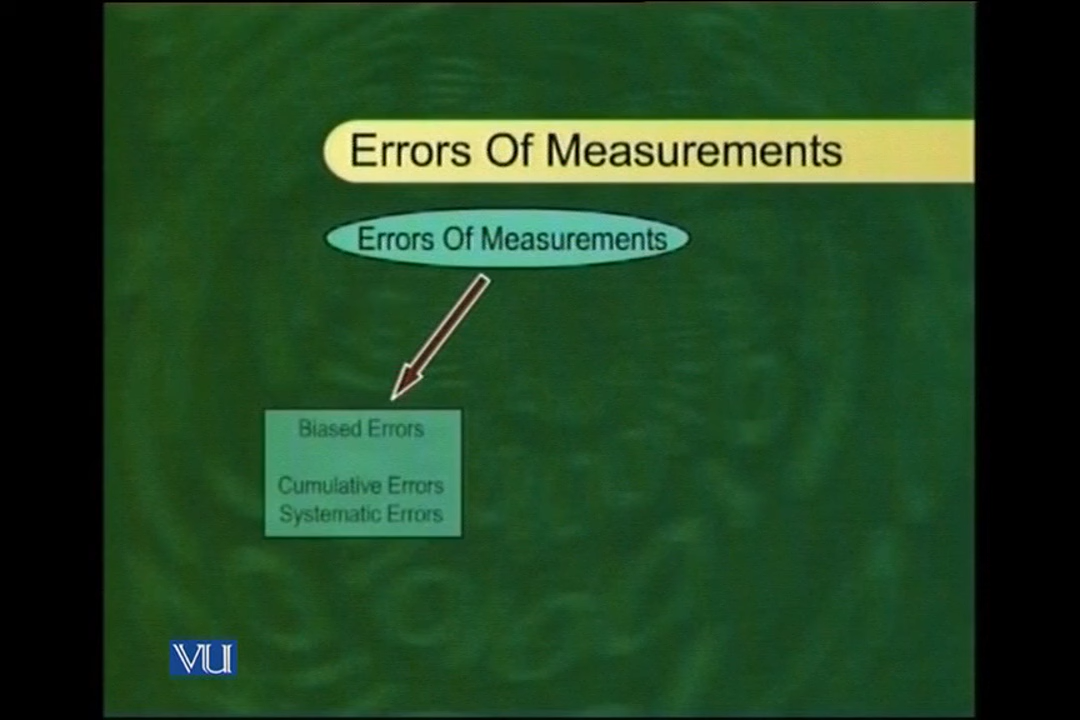 Errors Of Measurements
Errors Of Measurements
Biased Errors
Cumulative Errors
Systematic Errors
VU